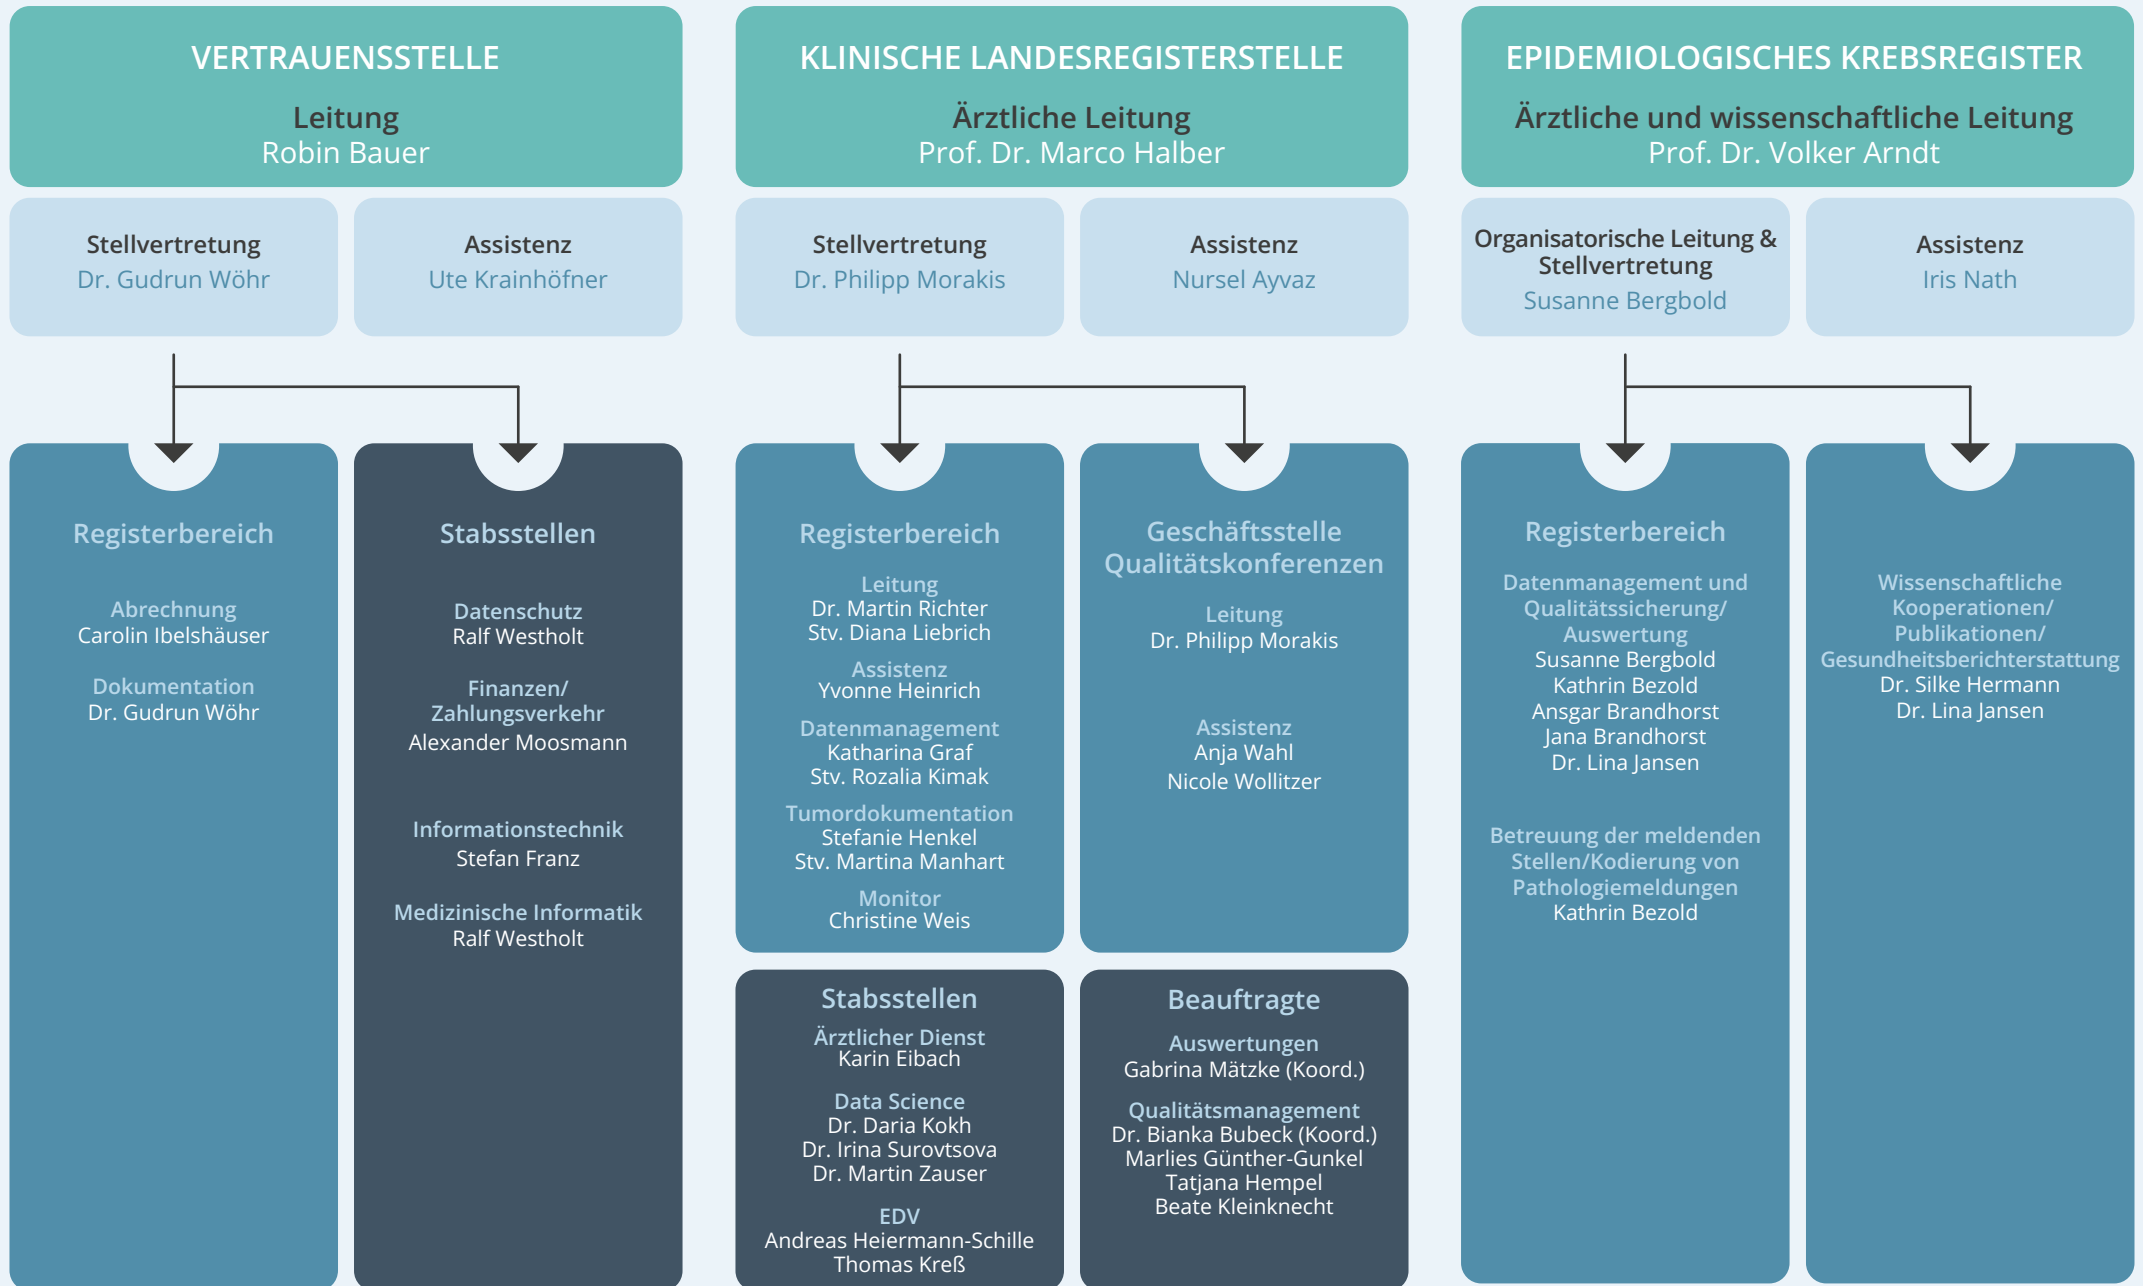 VERTRAUENSSTELLE
Leitung
Robin Bauer
Stellvertretung
Dr. Gudrun Wöhr
Assistenz
Ute Krainhöfner
Registerbereich
Abrechnung
Carolin Ibelshäuser
Dokumentation
Dr. Gudrun Wöhr
Stabsstellen
Datenschutz
Ralf Westholt
Finanzen/
Zahlungsverkehr
Alexander Moosmann
Informationstechnik
Stefan Franz
Medizinische Informatik
Ralf Westholt
KLINISCHE LANDESREGISTERSTELLE
Ärztliche Leitung
Prof. Dr. Marco Halber
Stellvertretung
Dr. Philipp Morakis
Assistenz
Nursel Ayvaz
Registerbereich
Leitung
Dr. Martin Richter
Stv. Diana Liebrich
Assistenz
Yvonne Heinrich
Datenmanagement
Katharina Graf
Stv. Rozalia Kimak
Tumordokumentation
Stefanie Henkel
Stv. Martina Manhart
Monitor
Christine Weis
Geschäftsstelle
Qualitätskonferenzen
Leitung
Dr. Philipp Morakis
Assistenz
Anja Wahl
Nicole Wollitzer
Stabsstellen
Ärztlicher Dienst
Karin Eibach
Data Science
Dr. Daria Kokh
Dr. Irina Surovtsova
Dr. Martin Zauser
EDV
Andreas Heiermann-Schille
Thomas Kreß
Beauftragte
Auswertungen
Gabrina Mätzke (Koord.)
Qualitätsmanagement
Dr. Bianka Bubeck (Koord.)
Marlies Günther-Gunkel
Tatjana Hempel
Beate Kleinknecht
EPIDEMIOLOGISCHES KREBSREGISTER
Ärztliche und wissenschaftliche Leitung
Prof. Dr. Volker Arndt
Organisatorische Leitung &
Stellvertretung
Susanne Bergbold
Assistenz
Iris Nath
Registerbereich
Datenmanagement und
Qualitätssicherung/
Auswertung
Susanne Bergbold
Kathrin Bezold
Ansgar Brandhorst
Jana Brandhorst
Dr. Lina Jansen
Betreuung der meldenden
Stellen/Kodierung von
Pathologiemeldungen
Kathrin Bezold
Wissenschaftliche
Kooperationen/
Publikationen/
Gesundheitsberichterstattung
Dr. Silke Hermann
Dr. Lina Jansen